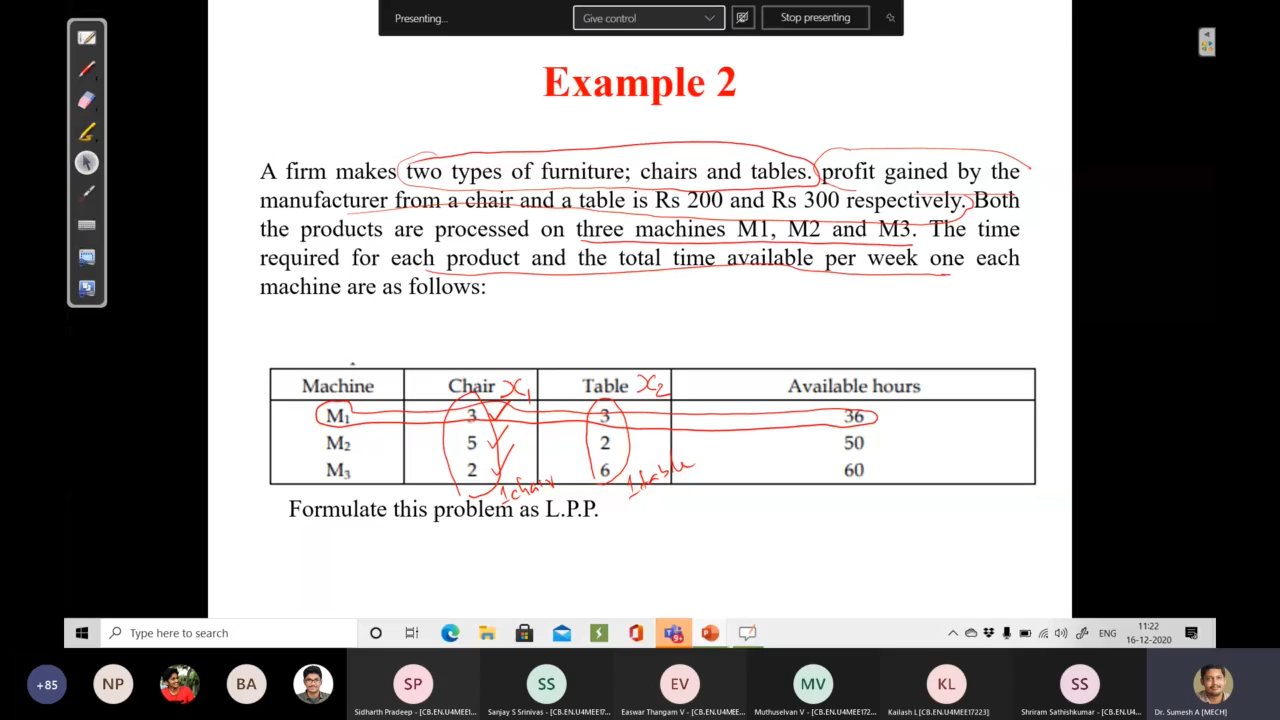 Presenting...
Give control
Stop presenting
Example 2
A firm makes two types of furniture; chairs and tables. profit gained by the
manufacturer from a chair and a table is Rs 200 and Rs 300 respectively. Both
the products are processed on three machines M1, M2 and M3. The time
required for each product and the total time available per week one each
machine are as follows:
Machine Chair x1 Table x2 Available hours
M1 3 3 36
M2 5 2 50
M3 2 6 60
1 chair 1 table
Formulate this problem as L.P.P.
Type here to search
9+
ENG
11:22
16-12-2020
+85
NP
BA
SP
SS
EV
MV
KL
SS
Sidharth Pradeep - [CB.EN.U4MEE1...
Sanjay S Srinivas - [CB.EN.U4MEE17...
Easwar Thangam V - [CB.EN.U4MEE...
Muthuselvan V - [CB.EN.U4MEE172...
Kailash L [CB.EN.U4MEE17223]
Shriram Sathishkumar - [CB.EN.U4...
Dr. Sumesh A [MECH]